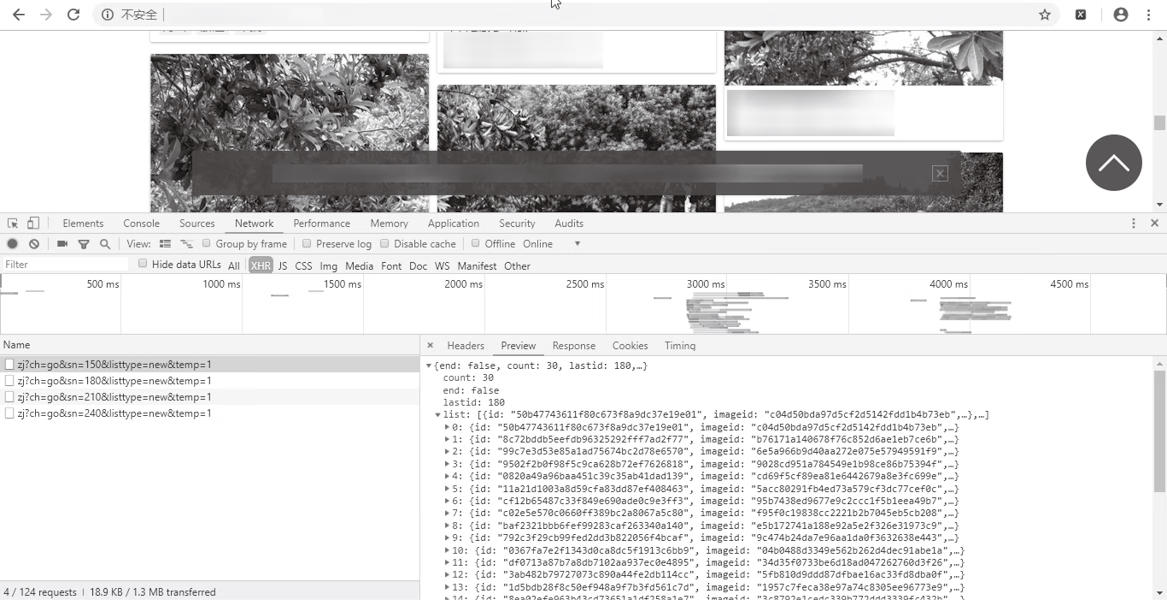 不安全
Elements Console Sources Network Performance Memory Application Security Audits
View: Group by frame Preserve log Disable cache Offline Online
Filter Hide data URLs All XHR JS CSS Img Media Font Doc WS Manifest Other
500 ms 1000 ms 1500 ms 2000 ms 2500 ms 3000 ms 3500 ms 4000 ms 4500 ms
Name
zj?ch=go&sn=150&listtype=new&temp=1
zj?ch=go&sn=180&listtype=new&temp=1
zj?ch=go&sn=210&listtype=new&temp=1
zj?ch=go&sn=240&listtype=new&temp=1
4 / 124 requests | 18.9 KB / 1.3 MB transferred
Headers Preview Response Cookies Timing
{end: false, count: 30, lastid: 180,…}
count: 30
end: false
lastid: 180
list: [{id: "50b47743611f80c673f8a9dc37e19e01", imageid: "c04d50bda97d5cf2d5142fdd1b4b73eb",…},…]
0: {id: "50b47743611f80c673f8a9dc37e19e01", imageid: "c04d50bda97d5cf2d5142fdd1b4b73eb",…}
1: {id: "8c72bddb5eefdb96325292fff7ad2f77", imageid: "b76171a140678f76c852d6ae1eb7ce6b",…}
2: {id: "99c7e3d53e85a1ad75674bc2d78e6570", imageid: "6e5a966b9d40aa272e075e57949591f9",…}
3: {id: "9502f2b0f98f5c9ca628b72ef7626818", imageid: "9028cd951a784549e1b98ce86b75394f",…}
4: {id: "0820a49a96baa451c39c35ab41dad139", imageid: "cd69f5cf89ea81e6442679a8e3fc699e",…}
5: {id: "11a21d1003a8d59cfa83dd87ef408463", imageid: "5acc80291fb4ed73a579cf3dc77cef0c",…}
6: {id: "cf12b65487c33f849e690ade0c9e3ff3", imageid: "95b7438ed9677e9c2ccc1f5b1eea49b7",…}
7: {id: "c02e5e570c0660ff389bc2a8067a5c80", imageid: "f95f0c19838cc2221b2b7045eb5cb208",…}
8: {id: "baf2321bbb6fef99283caf263340a140", imageid: "e5b172741a188e92a5e2f326e31973c9",…}
9: {id: "792c3f29cb99fed2dd3b822056f4bcaf", imageid: "9c474b24da7e96aa1da0f3632638e443",…}
10: {id: "0367fa7e2f1343d0ca8dc5f1913c6bb9", imageid: "04b0488d3349e562b262d4dec91abe1a",…}
11: {id: "df0713a87b7a8db7102aa937ec0e4895", imageid: "34d35f0733be6d18ad047262760d3f26",…}
12: {id: "3ab482b79727073c890a44fe2db114cc", imageid: "5fb810d9ddd87dfbae16ac33fd8dba0f",…}
13: {id: "1d5bdb28f8c50ef948a9f7b3fd561c7d", imageid: "1957c7feca38e97a74c8305ee96773e9",…}